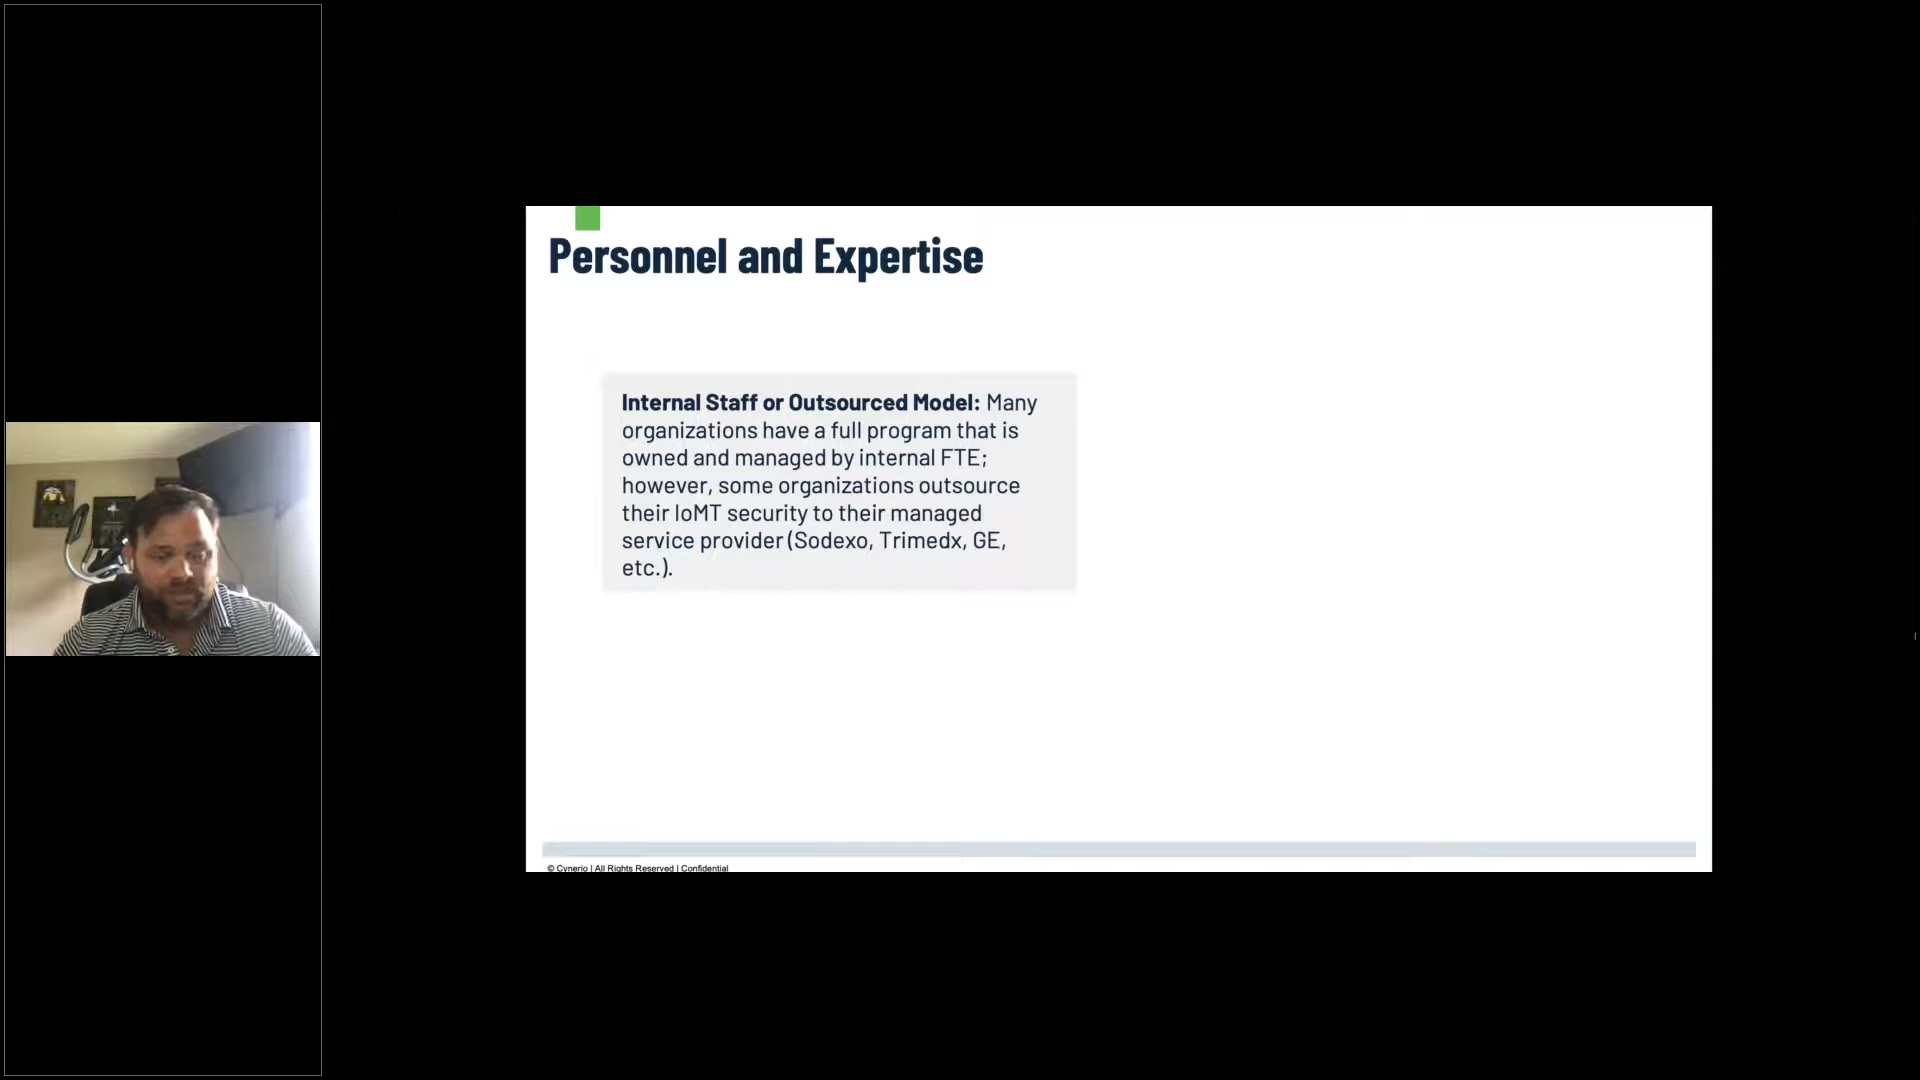 Personnel and Expertise
Internal Staff or Outsourced Model: Many
organizations have a full program that is
owned and managed by internal FTE;
however, some organizations outsource
their IoMT security to their managed
service provider (Sodexo, Trimedx, GE,
etc.).
© Cynerio | All Rights Reserved | Confidential